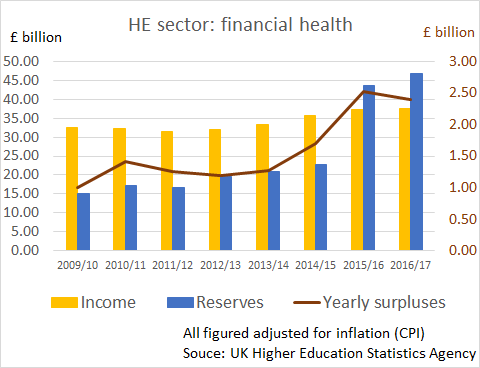 HE sector: financial health
£ billion
£ billion
50.00
45.00
40.00
35.00
30.00
25.00
20.00
15.00
10.00
5.00
0.00
3.00
2.50
2.00
1.50
1.00
0.50
0.00
2009/10 2010/11 2011/12 2012/13 2013/14 2014/15 2015/16 2016/17
Income Reserves Yearly surpluses
All figured adjusted for inflation (CPI)
Souce: UK Higher Education Statistics Agency